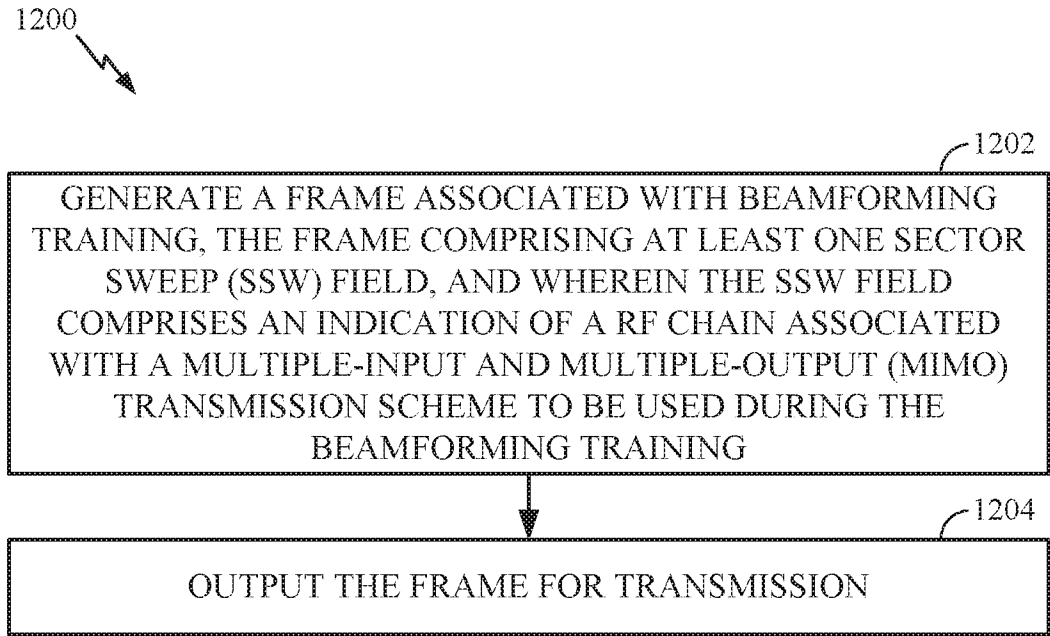 1200
1202
GENERATE A FRAME ASSOCIATED WITH BEAMFORMING
TRAINING, THE FRAME COMPRISING AT LEAST ONE SECTOR
SWEEP (SSW) FIELD, AND WHEREIN THE SSW FIELD
COMPRISES AN INDICATION OF A RF CHAIN ASSOCIATED
WITH A MULTIPLE-INPUT AND MULTIPLE-OUTPUT (MIMO)
TRANSMISSION SCHEME TO BE USED DURING THE
BEAMFORMING TRAINING
1204
OUTPUT THE FRAME FOR TRANSMISSION